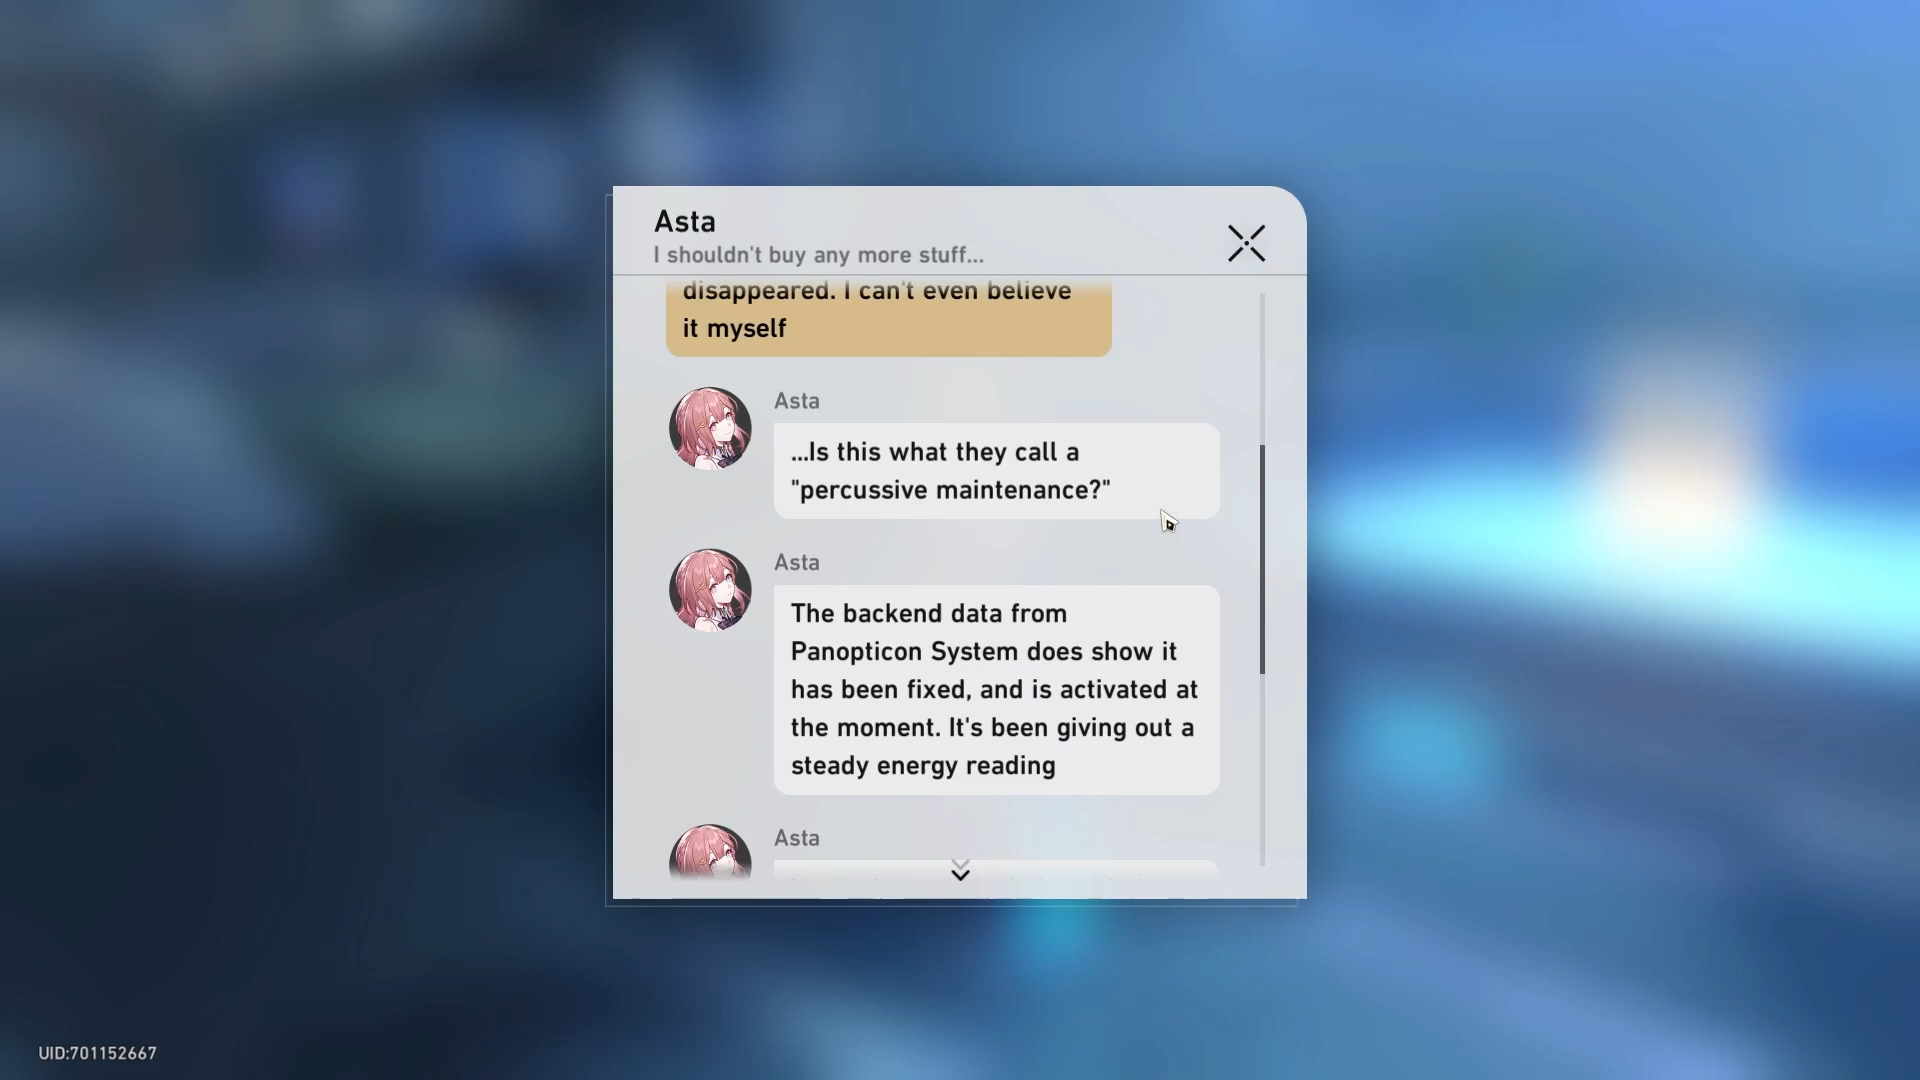 Asta
I shouldn't buy any more stuff...
disappeared. I can't even believe
it myself
Asta
...Is this what they call a
"percussive maintenance?"
Asta
The backend data from
Panopticon System does show it
has been fixed, and is activated at
the moment. It's been giving out a
steady energy reading
Asta
UID:701152667